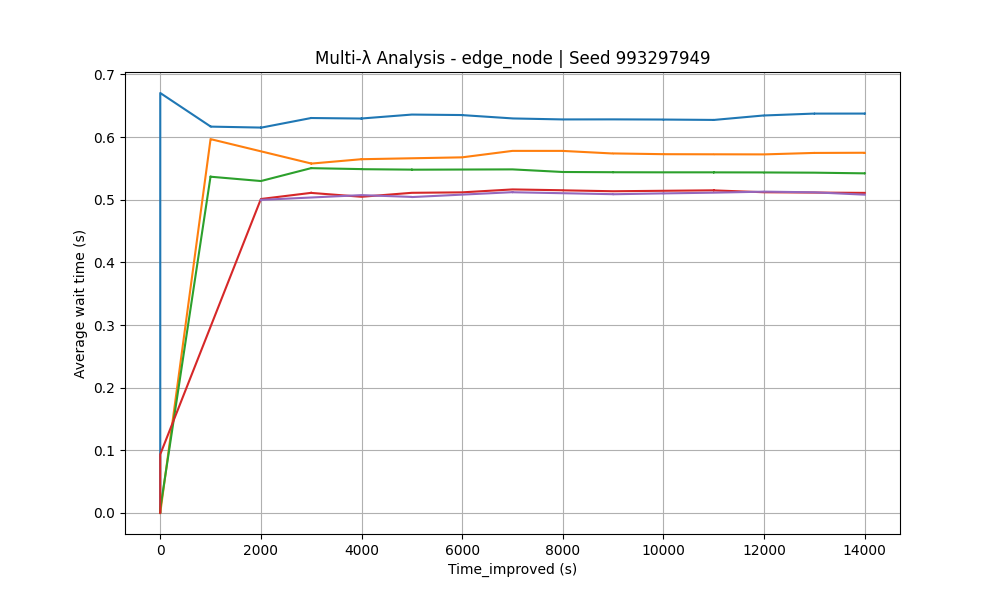 Multi-λ Analysis - edge_node | Seed 993297949
Average wait time (s)
0.7
0.6
0.5
0.4
0.3
0.2
0.1
0.0
0 2000 4000 6000 8000 10000 12000 14000
Time_improved (s)